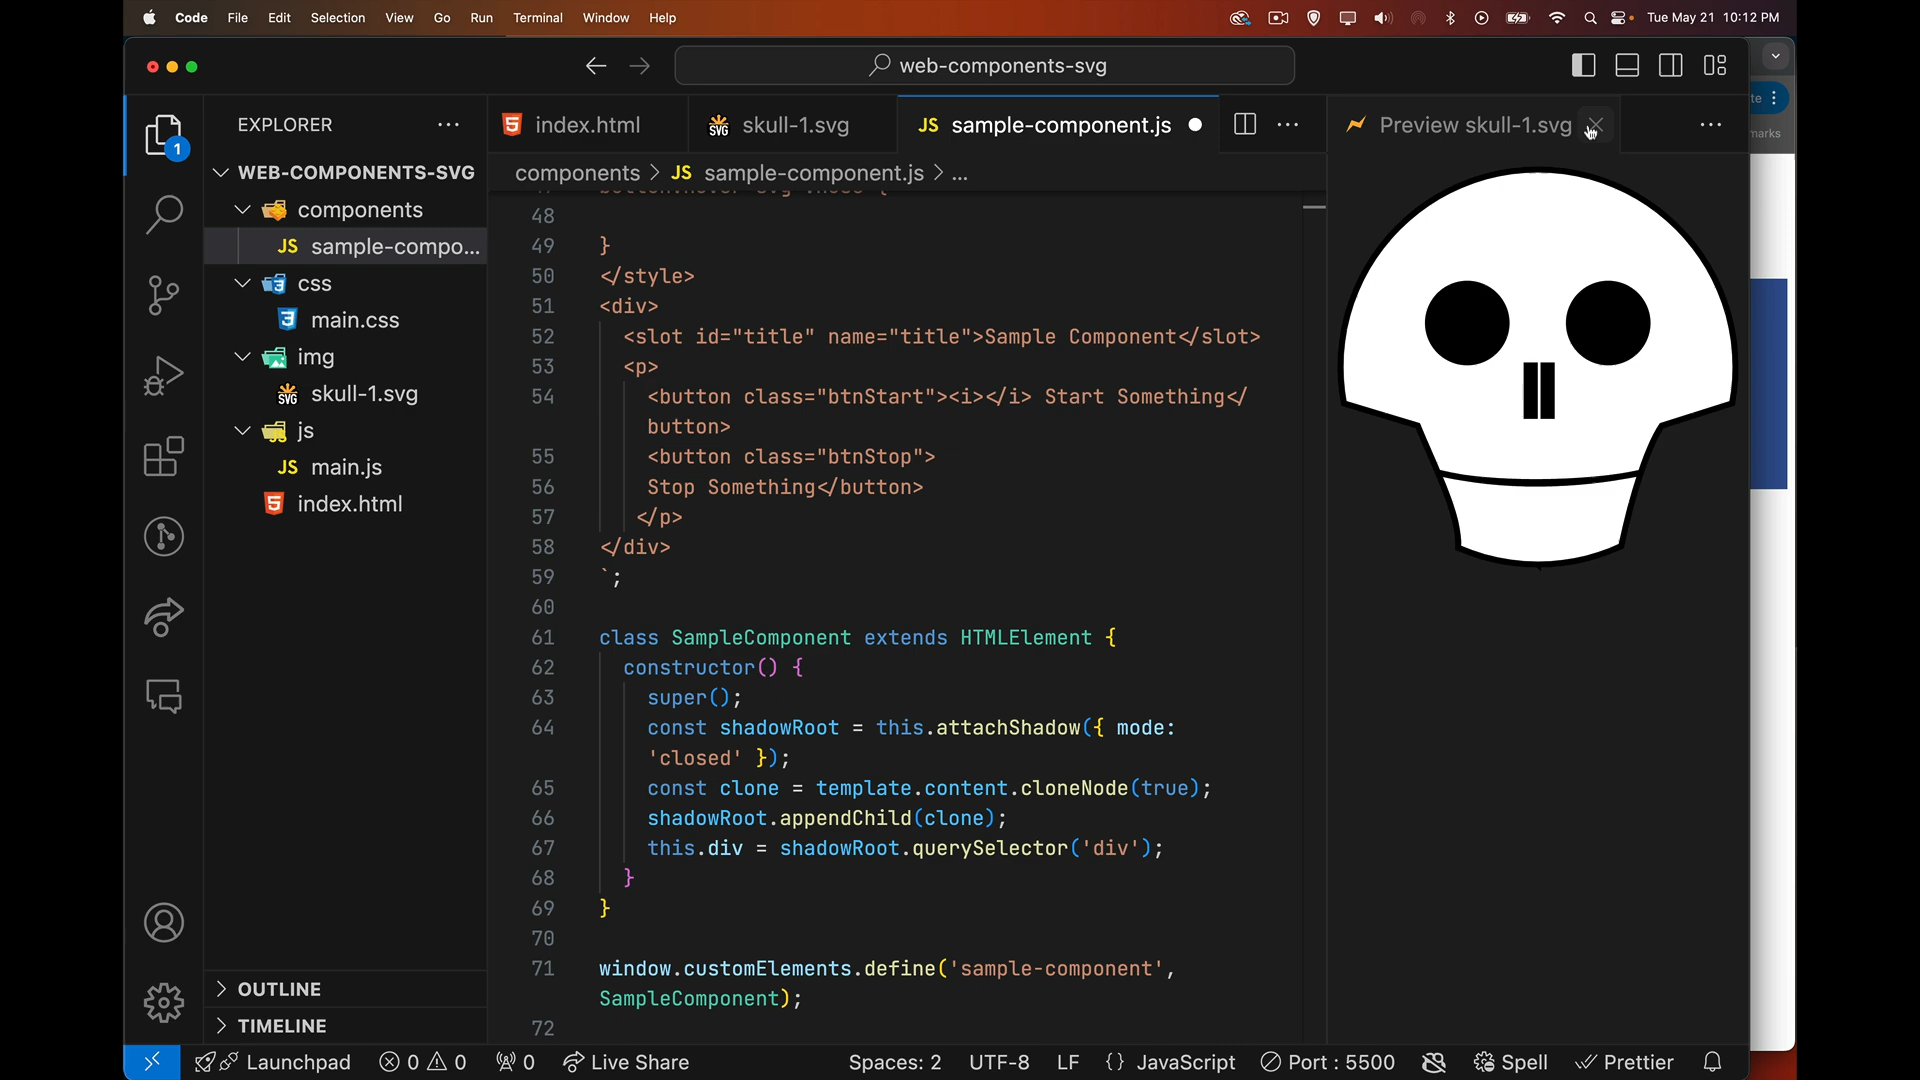 Code File Edit Selection View Go Run Terminal Window Help Tue May 21 10:12 PM
web-components-svg
EXPLORER
1
WEB-COMPONENTS-SVG
components
JS sample-compo...
css
main.css
img
skull-1.svg
js
JS main.js
index.html
OUTLINE
TIMELINE
index.html
SVG skull-1.svg
JS sample-component.js
Preview skull-1.svg
components > JS sample-component.js > ...
48
49 }
50 </style>
51 <div>
52 <slot id="title" name="title">Sample Component</slot>
53 <p>
54 <button class="btnStart"><i></i> Start Something</
button>
55 <button class="btnStop">
56 Stop Something</button>
57 </p>
58 </div>
59 `;
60
61 class SampleComponent extends HTMLElement {
62 constructor() {
63 super();
64 const shadowRoot = this.attachShadow({ mode:
'closed' });
65 const clone = template.content.cloneNode(true);
66 shadowRoot.appendChild(clone);
67 this.div = shadowRoot.querySelector('div');
68 }
69 }
70
71 window.customElements.define('sample-component',
SampleComponent);
72
Launchpad 0 0 0 Live Share Spaces: 2 UTF-8 LF {} JavaScript Port : 5500 Spell Prettier